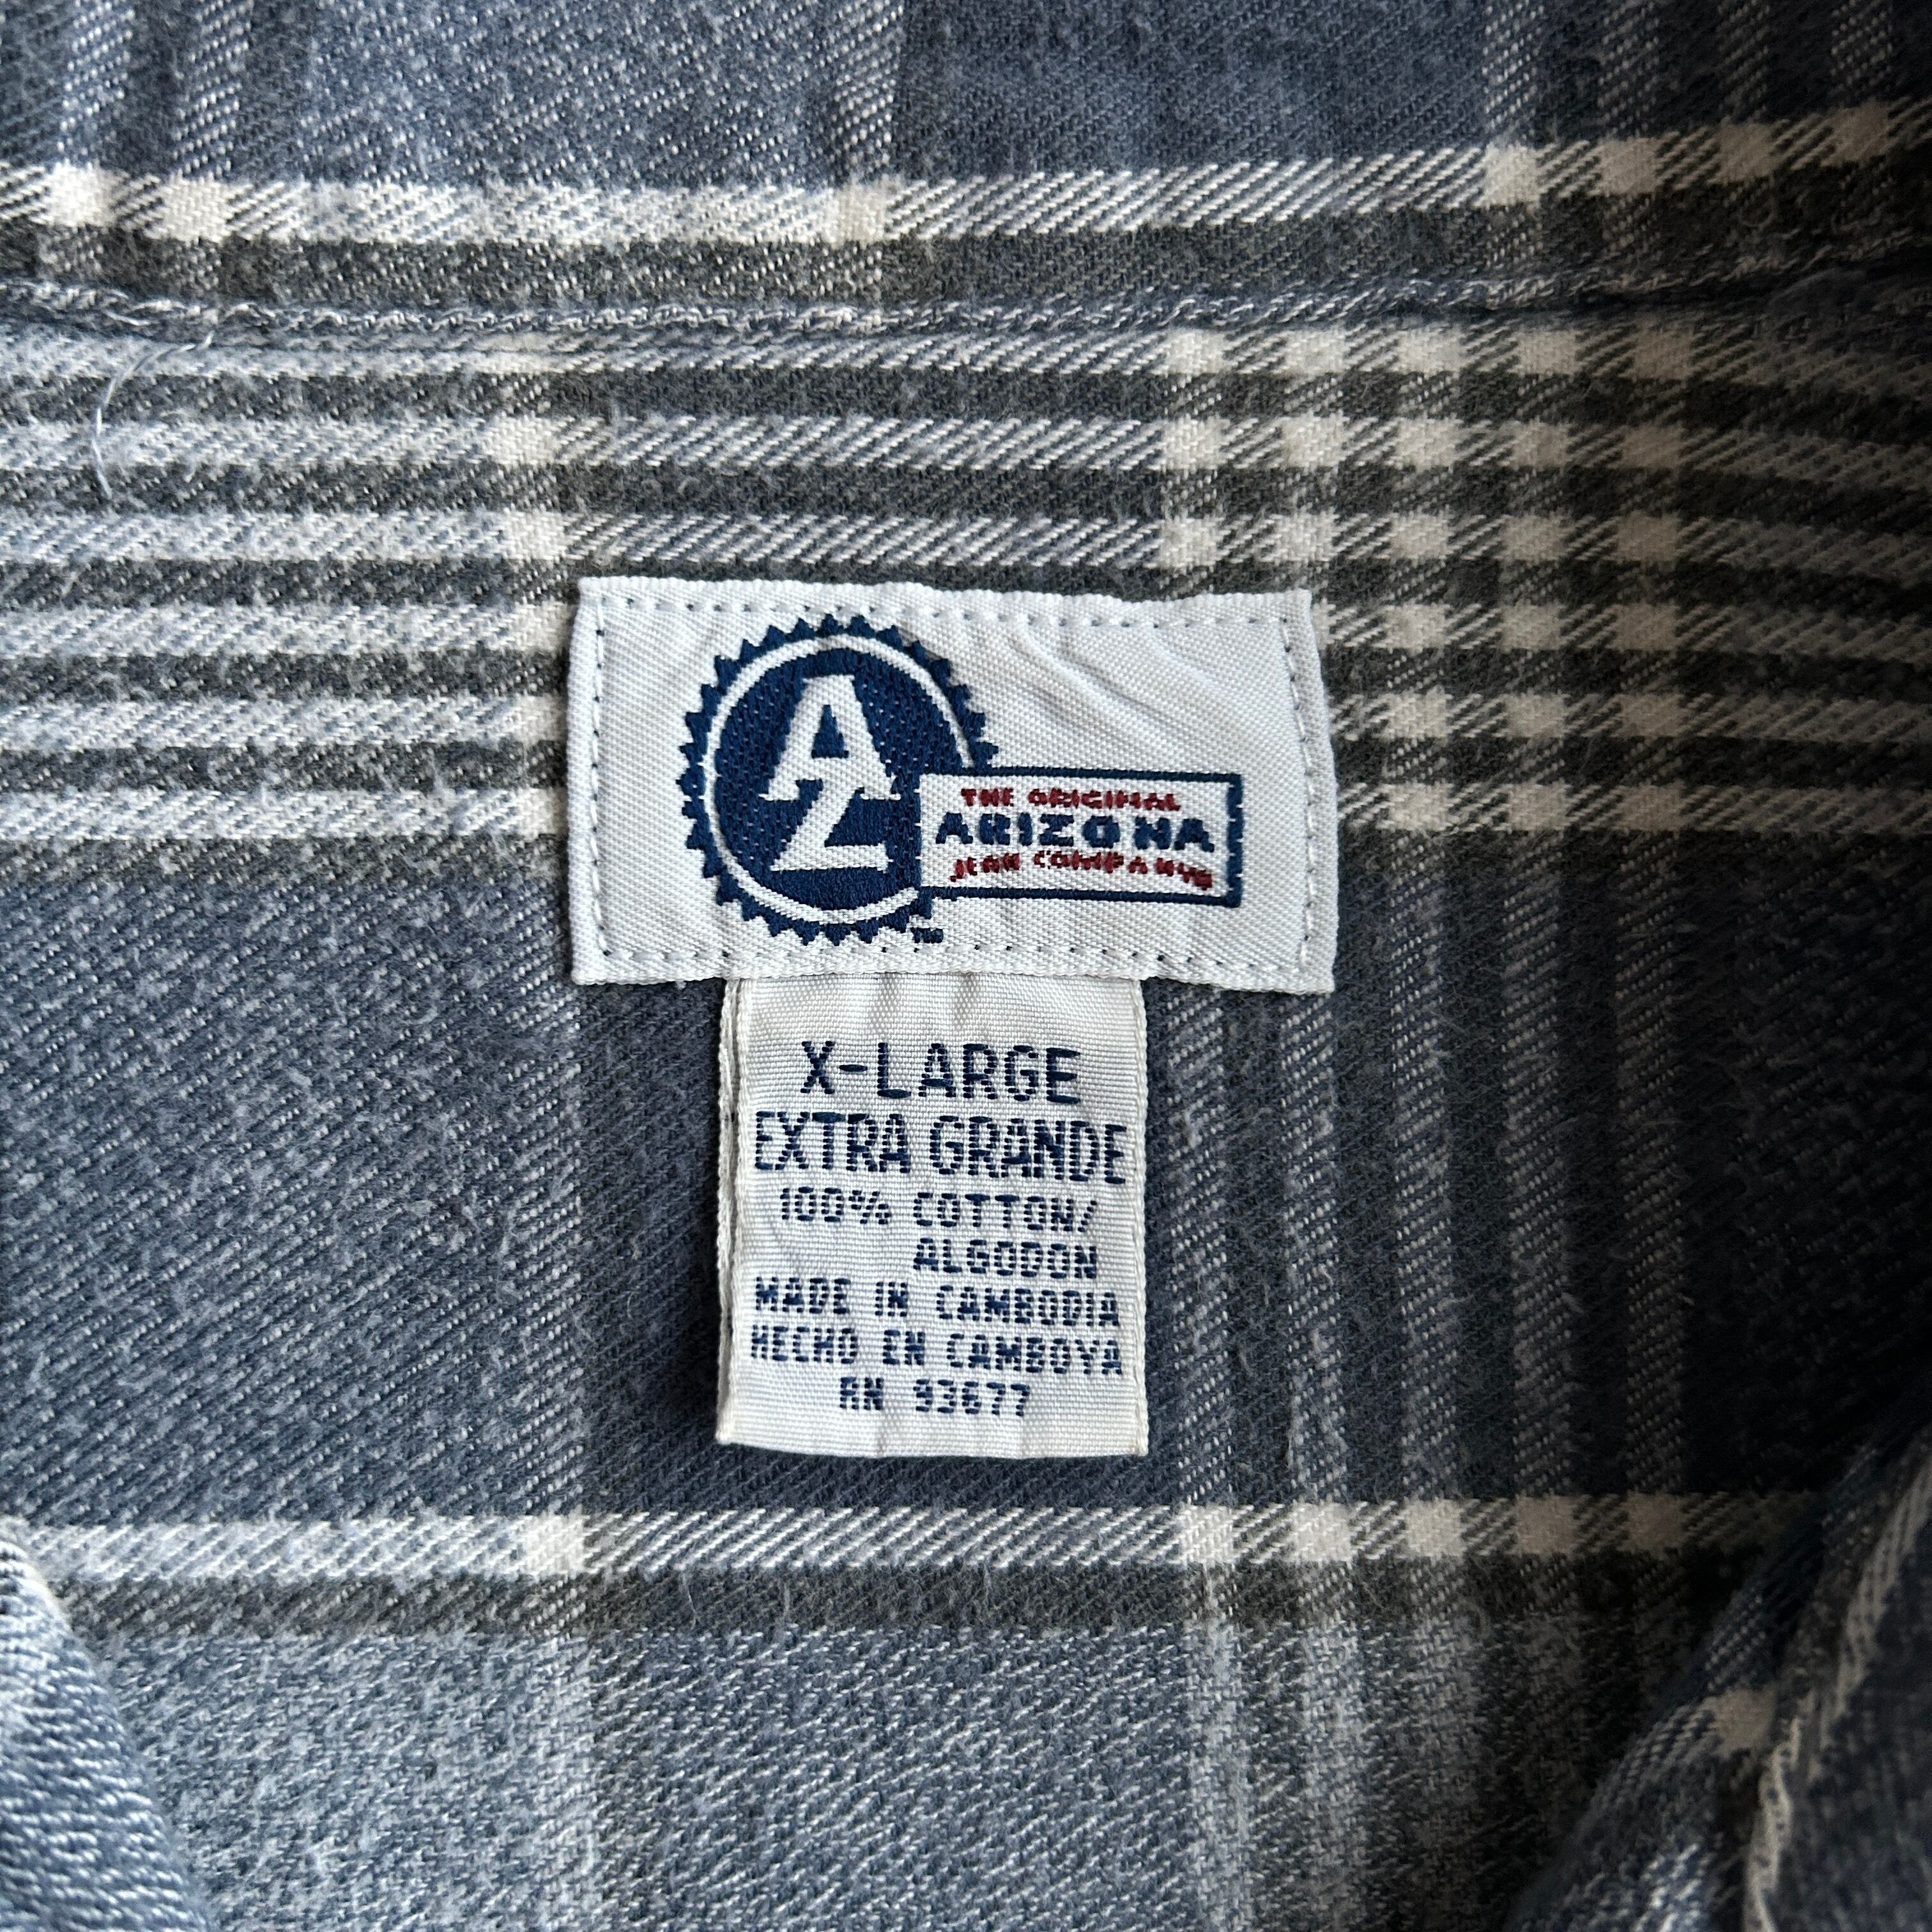 AZ
THE ORIGINAL
ARIZONA
JEAN COMPANY
TM
X-LARGE
EXTRA GRANDE
100% COTTON/
ALGODON
MADE IN CAMBODIA
HECHO EN CAMBOYA
RN 93677